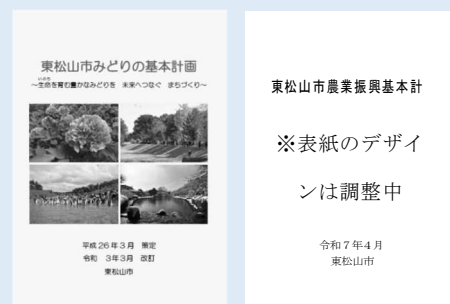 東松山市みどりの基本計画
～生命を育む豊かなみどりを　未来へつなぐ　まちづくり～
平成26年3月　策定
令和　3年3月　改訂
東松山市
東松山市農業振興基本計
※表紙のデザイ
ンは調整中
令和７年４月
東松山市